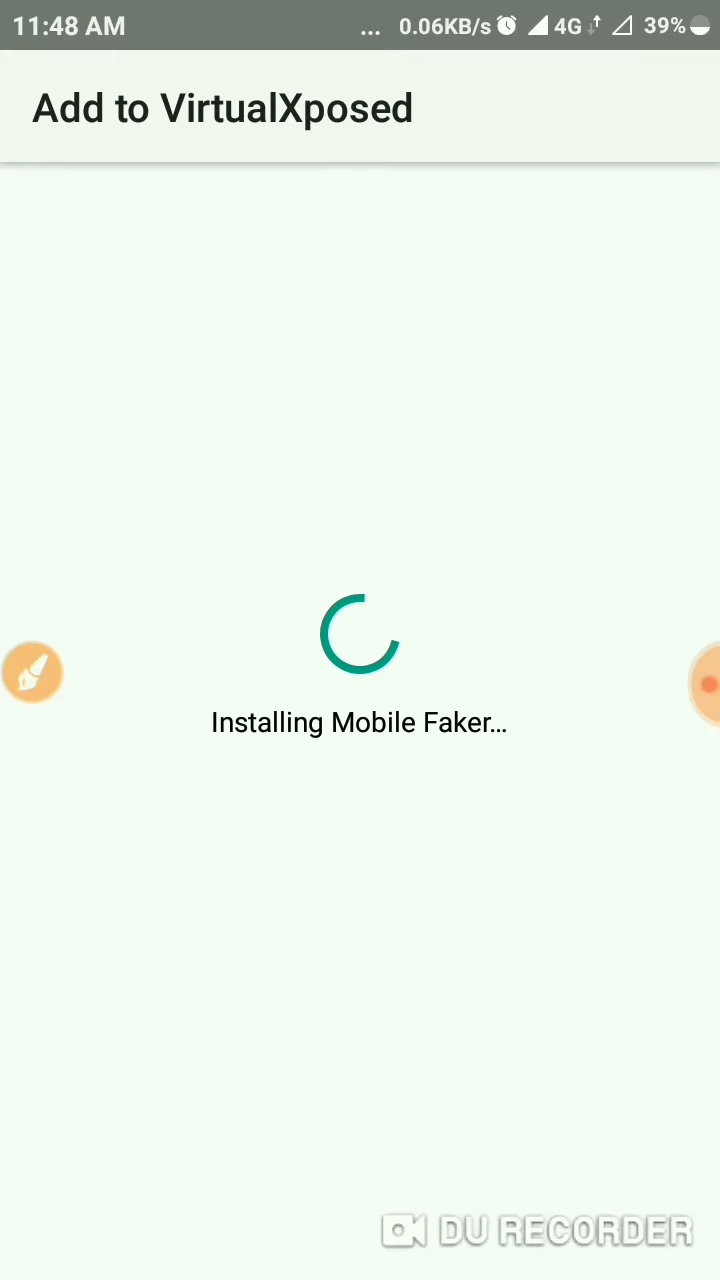 11:48 AM ... 0.06KB/s 4G 39%
Add to VirtualXposed
Installing Mobile Faker...
DU RECORDER